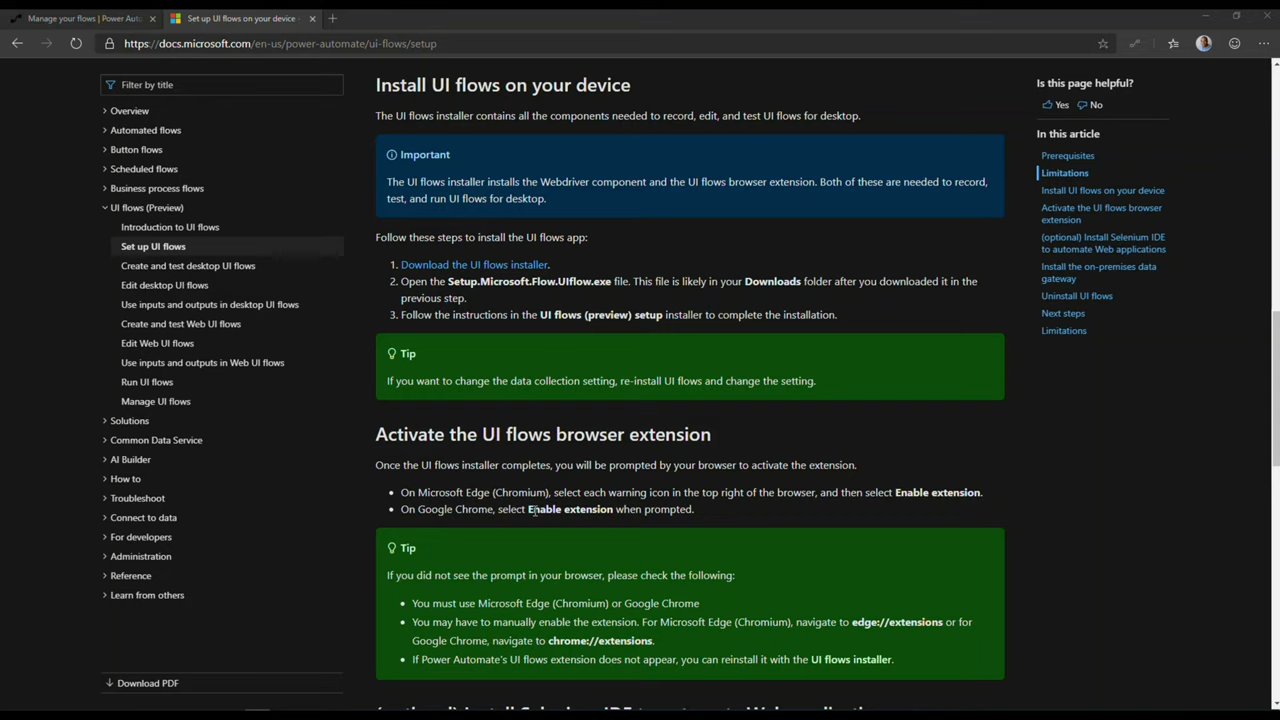 Manage your flows | Power Auto
Set up UI flows on your device -
https://docs.microsoft.com/en-us/power-automate/ui-flows/setup
Filter by title
Overview
Automated flows
Button flows
Scheduled flows
Business process flows
UI flows (Preview)
Introduction to UI flows
Set up UI flows
Create and test desktop UI flows
Edit desktop UI flows
Use inputs and outputs in desktop UI flows
Create and test Web UI flows
Edit Web UI flows
Use inputs and outputs in Web UI flows
Run UI flows
Manage UI flows
Solutions
Common Data Service
AI Builder
How to
Troubleshoot
Connect to data
For developers
Administration
Reference
Learn from others
Download PDF
Install UI flows on your device
The UI flows installer contains all the components needed to record, edit, and test UI flows for desktop.
Important
The UI flows installer installs the Webdriver component and the UI flows browser extension. Both of these are needed to record,
test, and run UI flows for desktop.
Follow these steps to install the UI flows app:
1. Download the UI flows installer.
2. Open the Setup.Microsoft.Flow.UIflow.exe file. This file is likely in your Downloads folder after you downloaded it in the
previous step.
3. Follow the instructions in the UI flows (preview) setup installer to complete the installation.
Tip
If you want to change the data collection setting, re-install UI flows and change the setting.
Activate the UI flows browser extension
Once the UI flows installer completes, you will be prompted by your browser to activate the extension.
• On Microsoft Edge (Chromium), select each warning icon in the top right of the browser, and then select Enable extension.
• On Google Chrome, select Enable extension when prompted.
Tip
If you did not see the prompt in your browser, please check the following:
• You must use Microsoft Edge (Chromium) or Google Chrome
• You may have to manually enable the extension. For Microsoft Edge (Chromium), navigate to edge://extensions or for
Google Chrome, navigate to chrome://extensions.
• If Power Automate's UI flows extension does not appear, you can reinstall it with the UI flows installer.
(optional) Install Selenium IDE to automate Web applications
Is this page helpful?
Yes No
In this article
Prerequisites
Limitations
Install UI flows on your device
Activate the UI flows browser
extension
(optional) Install Selenium IDE
to automate Web applications
Install the on-premises data
gateway
Uninstall UI flows
Next steps
Limitations